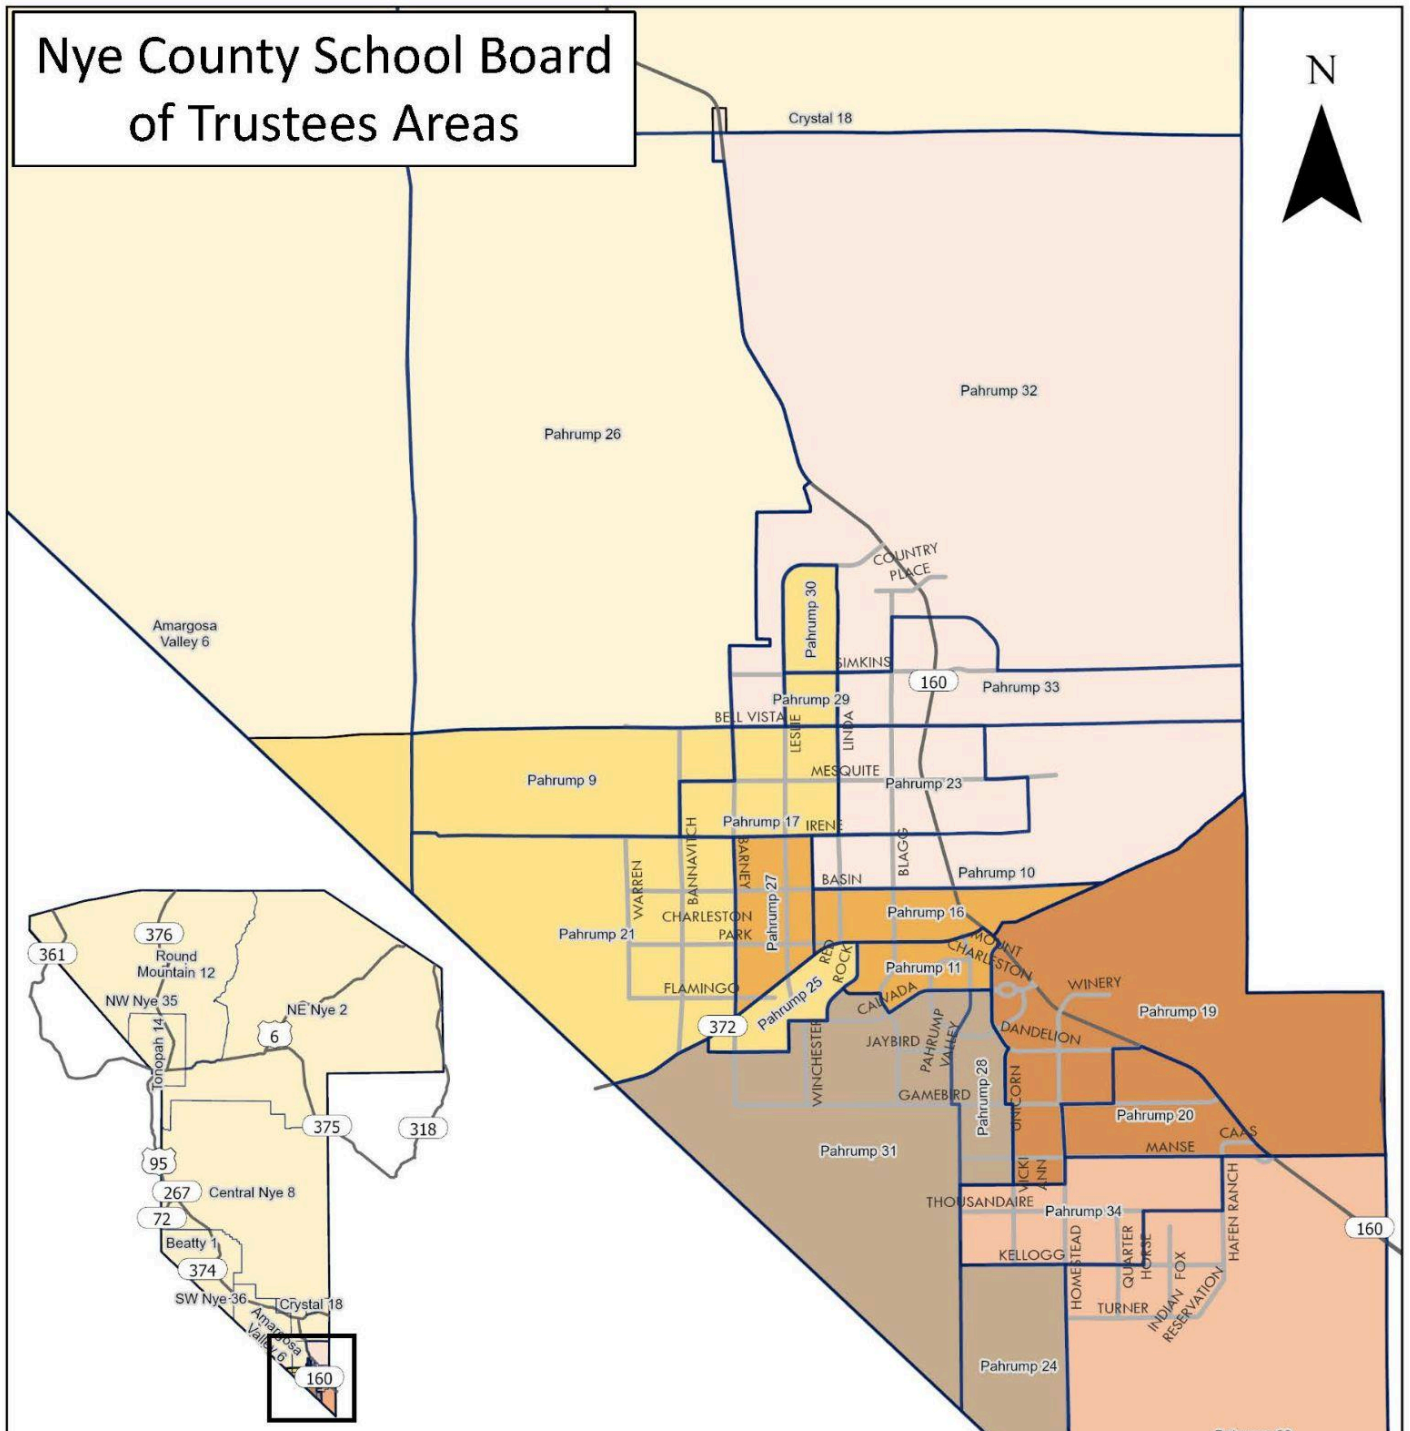 Nye County School Board
of Trustees Areas
N
Crystal 18
Pahrump 32
Pahrump 26
COUNTRY
PLACE
Pahrump 30
Amargosa
Valley 6
SIMKINS
160
Pahrump 33
Pahrump 29
BELL VISTA
LESLIE
LINDA
MESQUITE
Pahrump 9
Pahrump 23
Pahrump 17
IRENE
BANNAVITCH
BARNEY
BLAGG
WARREN
Pahrump 10
BASIN
Pahrump 27
CHARLESTON
PARK
Pahrump 16
Pahrump 21
RED
ROCK
MOUNT
CHARLESTON
Pahrump 11
FLAMINGO
Pahrump 25
CALVADA
WINERY
Pahrump 19
372
WINCHESTER
JAYBIRD
PAHRUMP
VALLEY
DANDELION
Pahrump 28
UNICORN
GAMEBIRD
Pahrump 20
Pahrump 31
MANSE
CAAS
VICKI
ANN
THOUSANDAIRE
Pahrump 34
HAFEN RANCH
160
KELLOGG
HOMESTEAD
QUARTER
HORSE
INDIAN FOX
RESERVATION
TURNER
Pahrump 24
361
376
Round
Mountain 12
NW Nye 35
NE Nye 2
6
Tonopah 14
375
318
95
267
Central Nye 8
72
Beatty 1
374
SW Nye 36
Crystal 18
Amargosa
Valley 6
160